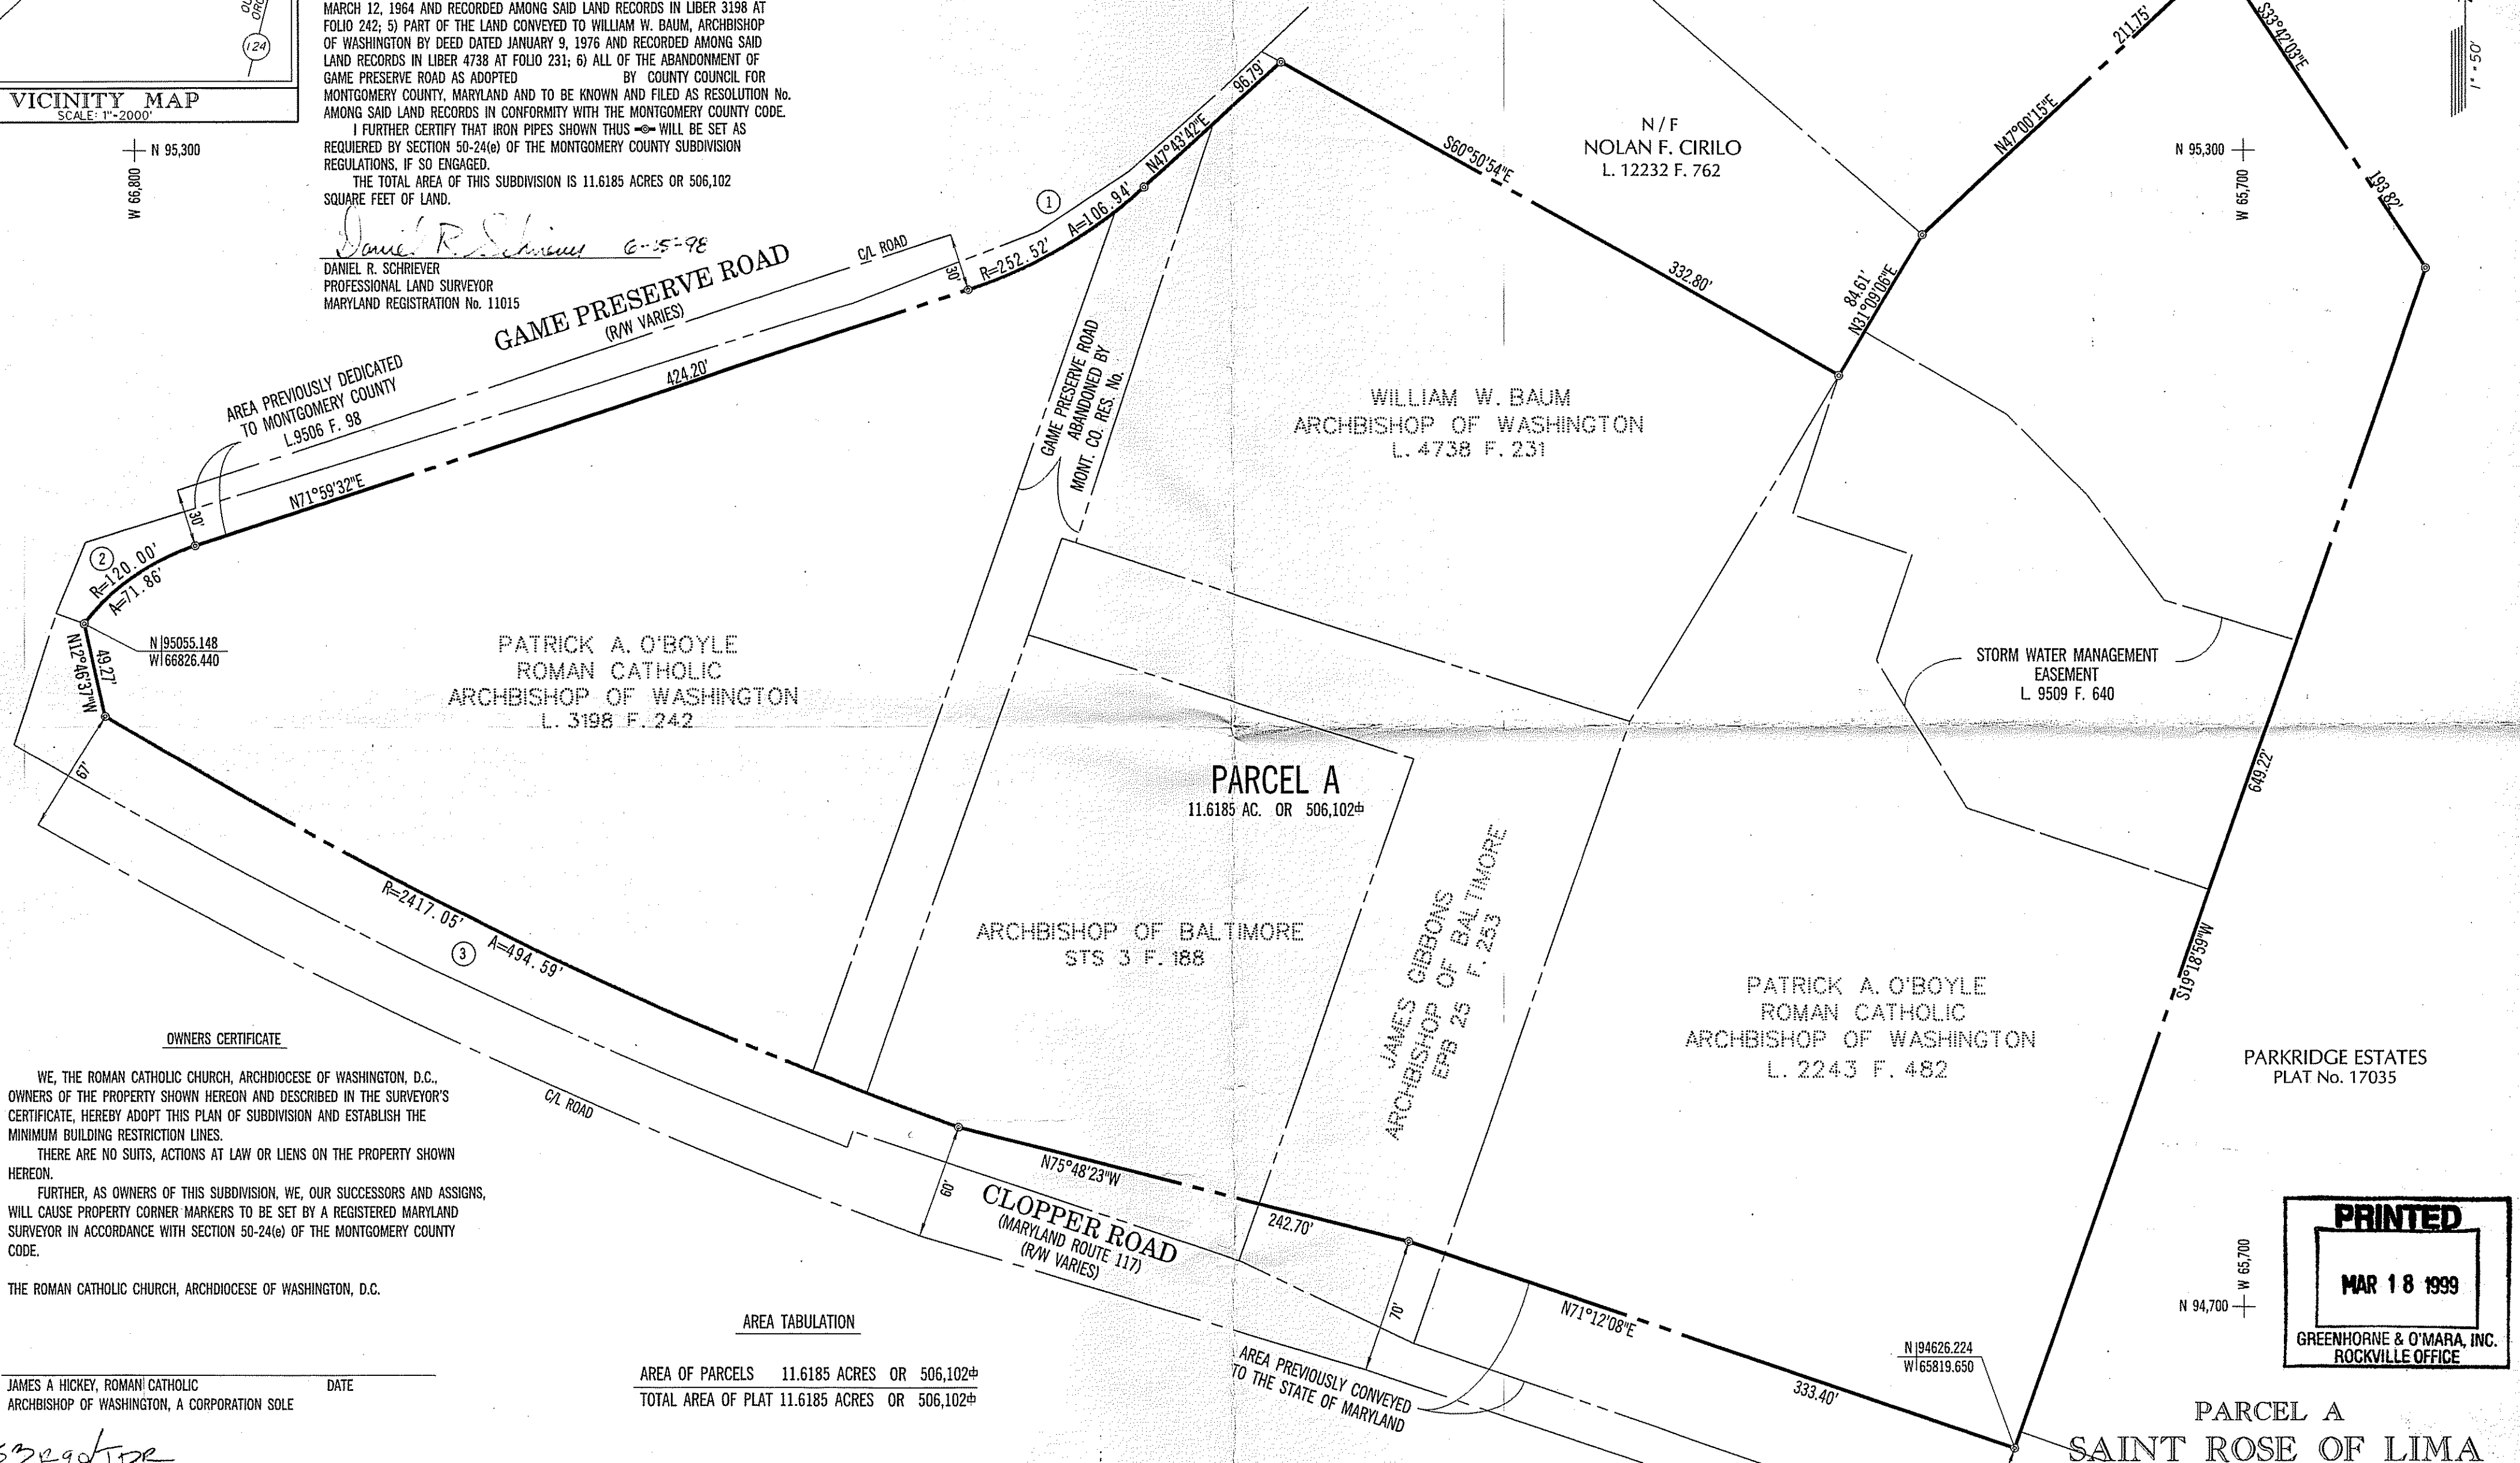 124
VICINITY MAP
SCALE: 1"-2000'
N 95,300
W 66,800
MARCH 12, 1964 AND RECORDED AMONG SAID LAND RECORDS IN LIBER 3198 AT
FOLIO 242; 5) PART OF THE LAND CONVEYED TO WILLIAM W. BAUM, ARCHBISHOP
OF WASHINGTON BY DEED DATED JANUARY 9, 1976 AND RECORDED AMONG SAID
LAND RECORDS IN LIBER 4738 AT FOLIO 231; 6) ALL OF THE ABANDONMENT OF
GAME PRESERVE ROAD AS ADOPTED BY COUNTY COUNCIL FOR
MONTGOMERY COUNTY, MARYLAND AND TO BE KNOWN AND FILED AS RESOLUTION No.
AMONG SAID LAND RECORDS IN CONFORMITY WITH THE MONTGOMERY COUNTY CODE.
I FURTHER CERTIFY THAT IRON PIPES SHOWN THUS WILL BE SET AS
REQUIERED BY SECTION 50-24(e) OF THE MONTGOMERY COUNTY SUBDIVISION
REGULATIONS, IF SO ENGAGED.
THE TOTAL AREA OF THIS SUBDIVISION IS 11.6185 ACRES OR 506,102
SQUARE FEET OF LAND.
Daniel R. Schriever 6-15-98
DANIEL R. SCHRIEVER
PROFESSIONAL LAND SURVEYOR
MARYLAND REGISTRATION No. 11015
GAME PRESERVE ROAD
(R/W VARIES)
C/L ROAD
30'
AREA PREVIOUSLY DEDICATED
TO MONTGOMERY COUNTY
L.9506 F. 98
30'
N71°59'32"E
424.20'
1
R=252.52'
A=106.94'
N47°43'42"E
96.79'
S60°50'54"E
332.80'
N/F
NOLAN F. CIRILO
L. 12232 F. 762
84.61'
N31°09'06"E
N47°00'15"E
211.75'
S33°42'03"E
193.82'
1" = 50'
N 95,300
W 65,700
2
R=120.00'
A=71.86'
N 95055.148
W 66826.440
49.27'
N12°46'37"W
67'
GAME PRESERVE ROAD
ABANDONED BY
MONT. CO. RES. No.
WILLIAM W. BAUM
ARCHBISHOP OF WASHINGTON
L. 4738 F. 231
PATRICK A. O'BOYLE
ROMAN CATHOLIC
ARCHBISHOP OF WASHINGTON
L. 3198 F. 242
STORM WATER MANAGEMENT
EASEMENT
L. 9509 F. 640
649.22'
S19°18'59"W
PARCEL A
11.6185 AC. OR 506,102
R=2417.05'
A=494.59'
3
C/L ROAD
ARCHBISHOP OF BALTIMORE
STS 3 F. 188
JAMES GIBBONS
ARCHBISHOP OF BALTIMORE
EPB 25 F. 253
PATRICK A. O'BOYLE
ROMAN CATHOLIC
ARCHBISHOP OF WASHINGTON
L. 2243 F. 482
PARKRIDGE ESTATES
PLAT No. 17035
OWNERS CERTIFICATE
WE, THE ROMAN CATHOLIC CHURCH, ARCHDIOCESE OF WASHINGTON, D.C.,
OWNERS OF THE PROPERTY SHOWN HEREON AND DESCRIBED IN THE SURVEYOR'S
CERTIFICATE, HEREBY ADOPT THIS PLAN OF SUBDIVISION AND ESTABLISH THE
MINIMUM BUILDING RESTRICTION LINES.
THERE ARE NO SUITS, ACTIONS AT LAW OR LIENS ON THE PROPERTY SHOWN
HEREON.
FURTHER, AS OWNERS OF THIS SUBDIVISION, WE, OUR SUCCESSORS AND ASSIGNS,
WILL CAUSE PROPERTY CORNER MARKERS TO BE SET BY A REGISTERED MARYLAND
SURVEYOR IN ACCORDANCE WITH SECTION 50-24(e) OF THE MONTGOMERY COUNTY
CODE.
THE ROMAN CATHOLIC CHURCH, ARCHDIOCESE OF WASHINGTON, D.C.
JAMES A HICKEY, ROMAN CATHOLIC DATE
ARCHBISHOP OF WASHINGTON, A CORPORATION SOLE
60'
N75°48'23"W
242.70'
CLOPPER ROAD
(MARYLAND ROUTE 117)
(R/W VARIES)
70'
N71°12'08"E
333.40'
AREA PREVIOUSLY CONVEYED
TO THE STATE OF MARYLAND
N 94626.224
W 65819.650
AREA TABULATION
AREA OF PARCELS 11.6185 ACRES OR 506,102
TOTAL AREA OF PLAT 11.6185 ACRES OR 506,102
W 65,700
N 94,700
PRINTED
MAR 18 1999
GREENHORNE & O'MARA, INC.
ROCKVILLE OFFICE
PARCEL A
SAINT ROSE OF LIMA